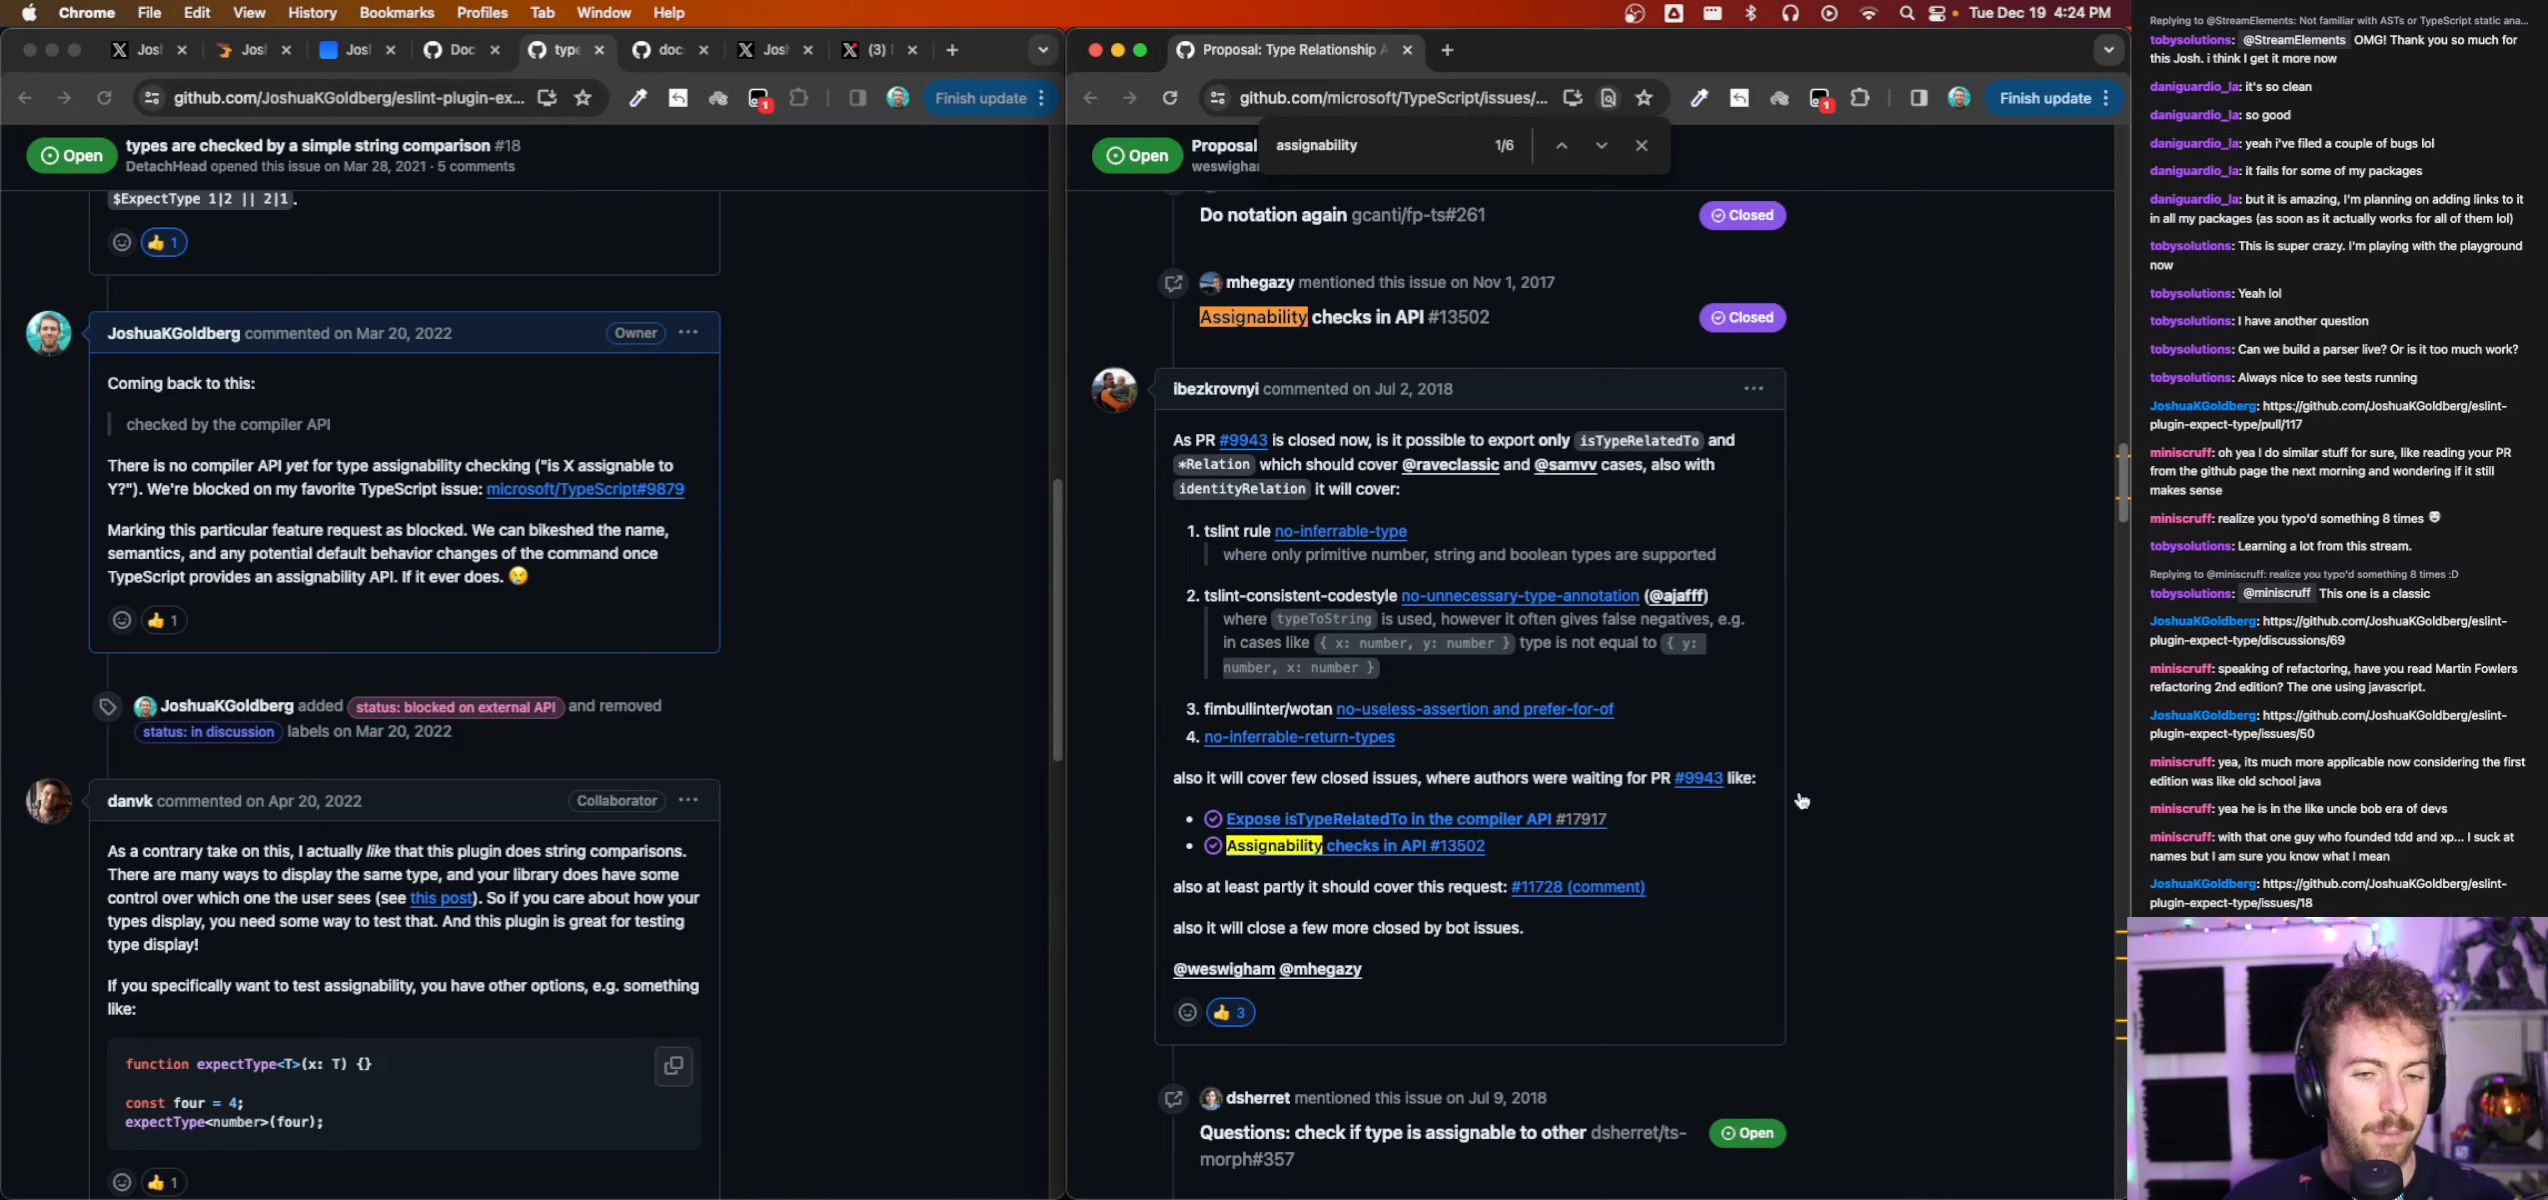 Chrome File Edit View History Bookmarks Profiles Tab Window Help
Tue Dec 19 4:24 PM
Josh
Josh
Josh
Doc
type
doc
Josh
(3)
github.com/JoshuaKGoldberg/eslint-plugin-ex...
Finish update
Open
types are checked by a simple string comparison #18
DetachHead opened this issue on Mar 28, 2021 · 5 comments
$ExpectType 1|2 || 2|1.
1
JoshuaKGoldberg commented on Mar 20, 2022
Owner
Coming back to this:
checked by the compiler API
There is no compiler API yet for type assignability checking ("is X assignable to
Y?"). We're blocked on my favorite TypeScript issue: microsoft/TypeScript#9879
Marking this particular feature request as blocked. We can bikeshed the name,
semantics, and any potential default behavior changes of the command once
TypeScript provides an assignability API. If it ever does. 😢
1
JoshuaKGoldberg added status: blocked on external API and removed
status: in discussion labels on Mar 20, 2022
danvk commented on Apr 20, 2022
Collaborator
As a contrary take on this, I actually like that this plugin does string comparisons.
There are many ways to display the same type, and your library does have some
control over which one the user sees (see this post). So if you care about how your
types display, you need some way to test that. And this plugin is great for testing
type display!
If you specifically want to test assignability, you have other options, e.g. something
like:
function expectType<T>(x: T) {}
const four = 4;
expectType<number>(four);
1
Proposal: Type Relationship A
github.com/microsoft/TypeScript/issues/...
Finish update
assignability
1/6
Open
Proposal
weswigha
Do notation again gcanti/fp-ts#261
Closed
mhegazy mentioned this issue on Nov 1, 2017
Assignability checks in API #13502
Closed
ibezkrovnyi commented on Jul 2, 2018
As PR #9943 is closed now, is it possible to export only isTypeRelatedTo and
*Relation which should cover @raveclassic and @samvv cases, also with
identityRelation it will cover:
1. tslint rule no-inferrable-type
where only primitive number, string and boolean types are supported
2. tslint-consistent-codestyle no-unnecessary-type-annotation (@ajafff)
where typeToString is used, however it often gives false negatives, e.g.
in cases like { x: number, y: number } type is not equal to { y:
number, x: number }
3. fimbullinter/wotan no-useless-assertion and prefer-for-of
4. no-inferrable-return-types
also it will cover few closed issues, where authors were waiting for PR #9943 like:
• Expose isTypeRelatedTo in the compiler API #17917
• Assignability checks in API #13502
also at least partly it should cover this request: #11728 (comment)
also it will close a few more closed by bot issues.
@weswigham @mhegazy
3
dsherret mentioned this issue on Jul 9, 2018
Questions: check if type is assignable to other dsherret/ts-
morph#357
Open
Replying to @StreamElements: Not familiar with ASTs or TypeScript static ana...
tobysolutions: @StreamElements OMG! Thank you so much for
this Josh. i think I get it more now
daniguardio_la: it's so clean
daniguardio_la: so good
daniguardio_la: yeah i've filed a couple of bugs lol
daniguardio_la: it fails for some of my packages
daniguardio_la: but it is amazing, I'm planning on adding links to it
in all my packages (as soon as it actually works for all of them lol)
tobysolutions: This is super crazy. I'm playing with the playground
now
tobysolutions: Yeah lol
tobysolutions: I have another question
tobysolutions: Can we build a parser live? Or is it too much work?
tobysolutions: Always nice to see tests running
JoshuaKGoldberg: https://github.com/JoshuaKGoldberg/eslint-
plugin-expect-type/pull/117
miniscruff: oh yea I do similar stuff for sure, like reading your PR
from the github page the next morning and wondering if it still
makes sense
miniscruff: realize you typo'd something 8 times
tobysolutions: Learning a lot from this stream.
Replying to @miniscruff: realize you typo'd something 8 times :D
tobysolutions: @miniscruff This one is a classic
JoshuaKGoldberg: https://github.com/JoshuaKGoldberg/eslint-
plugin-expect-type/discussions/69
miniscruff: speaking of refactoring, have you read Martin Fowlers
refactoring 2nd edition? The one using javascript.
JoshuaKGoldberg: https://github.com/JoshuaKGoldberg/eslint-
plugin-expect-type/issues/50
miniscruff: yea, its much more applicable now considering the first
edition was like old school java
miniscruff: yea he is in the like uncle bob era of devs
miniscruff: with that one guy who founded tdd and xp... I suck at
names but I am sure you know what I mean
JoshuaKGoldberg: https://github.com/JoshuaKGoldberg/eslint-
plugin-expect-type/issues/18